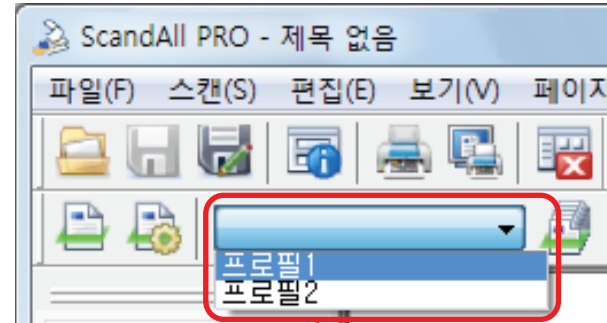 ScandAll PRO - 제목 없음
파일(F) 스캔(S) 편집(E) 보기(V) 페이지
프로필1
프로필2